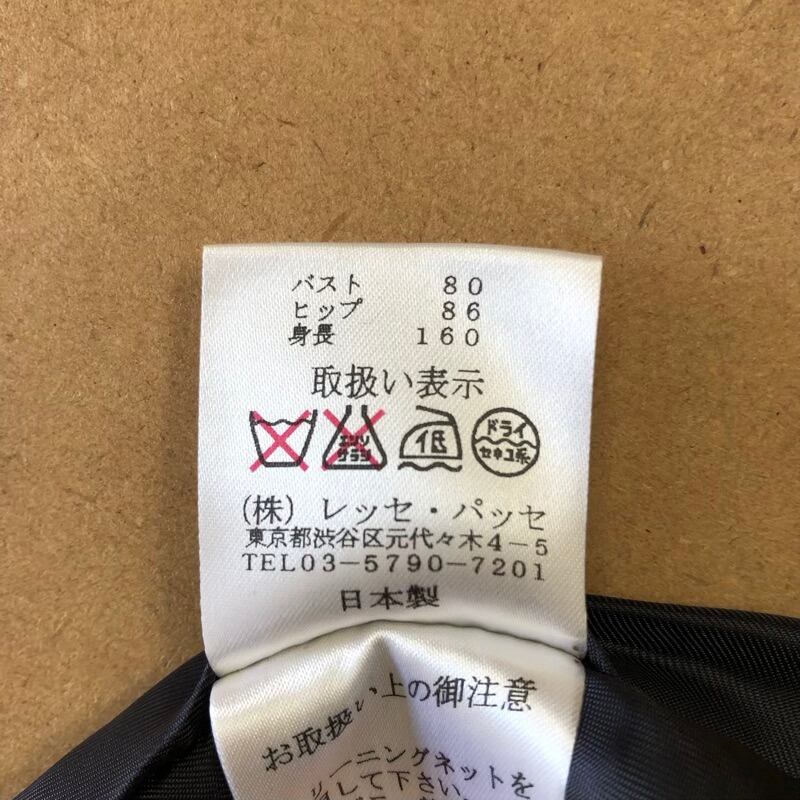 バスト 80
ヒップ 86
身長 160
取扱い表示
エンソ
サラシ
低
ドライ
セキユ系
(株) レッセ・パッセ
東京都渋谷区元代々木4-5
TEL03-5790-7201
日本製
お取扱い上の御注意
リーニングネットを
して下さい